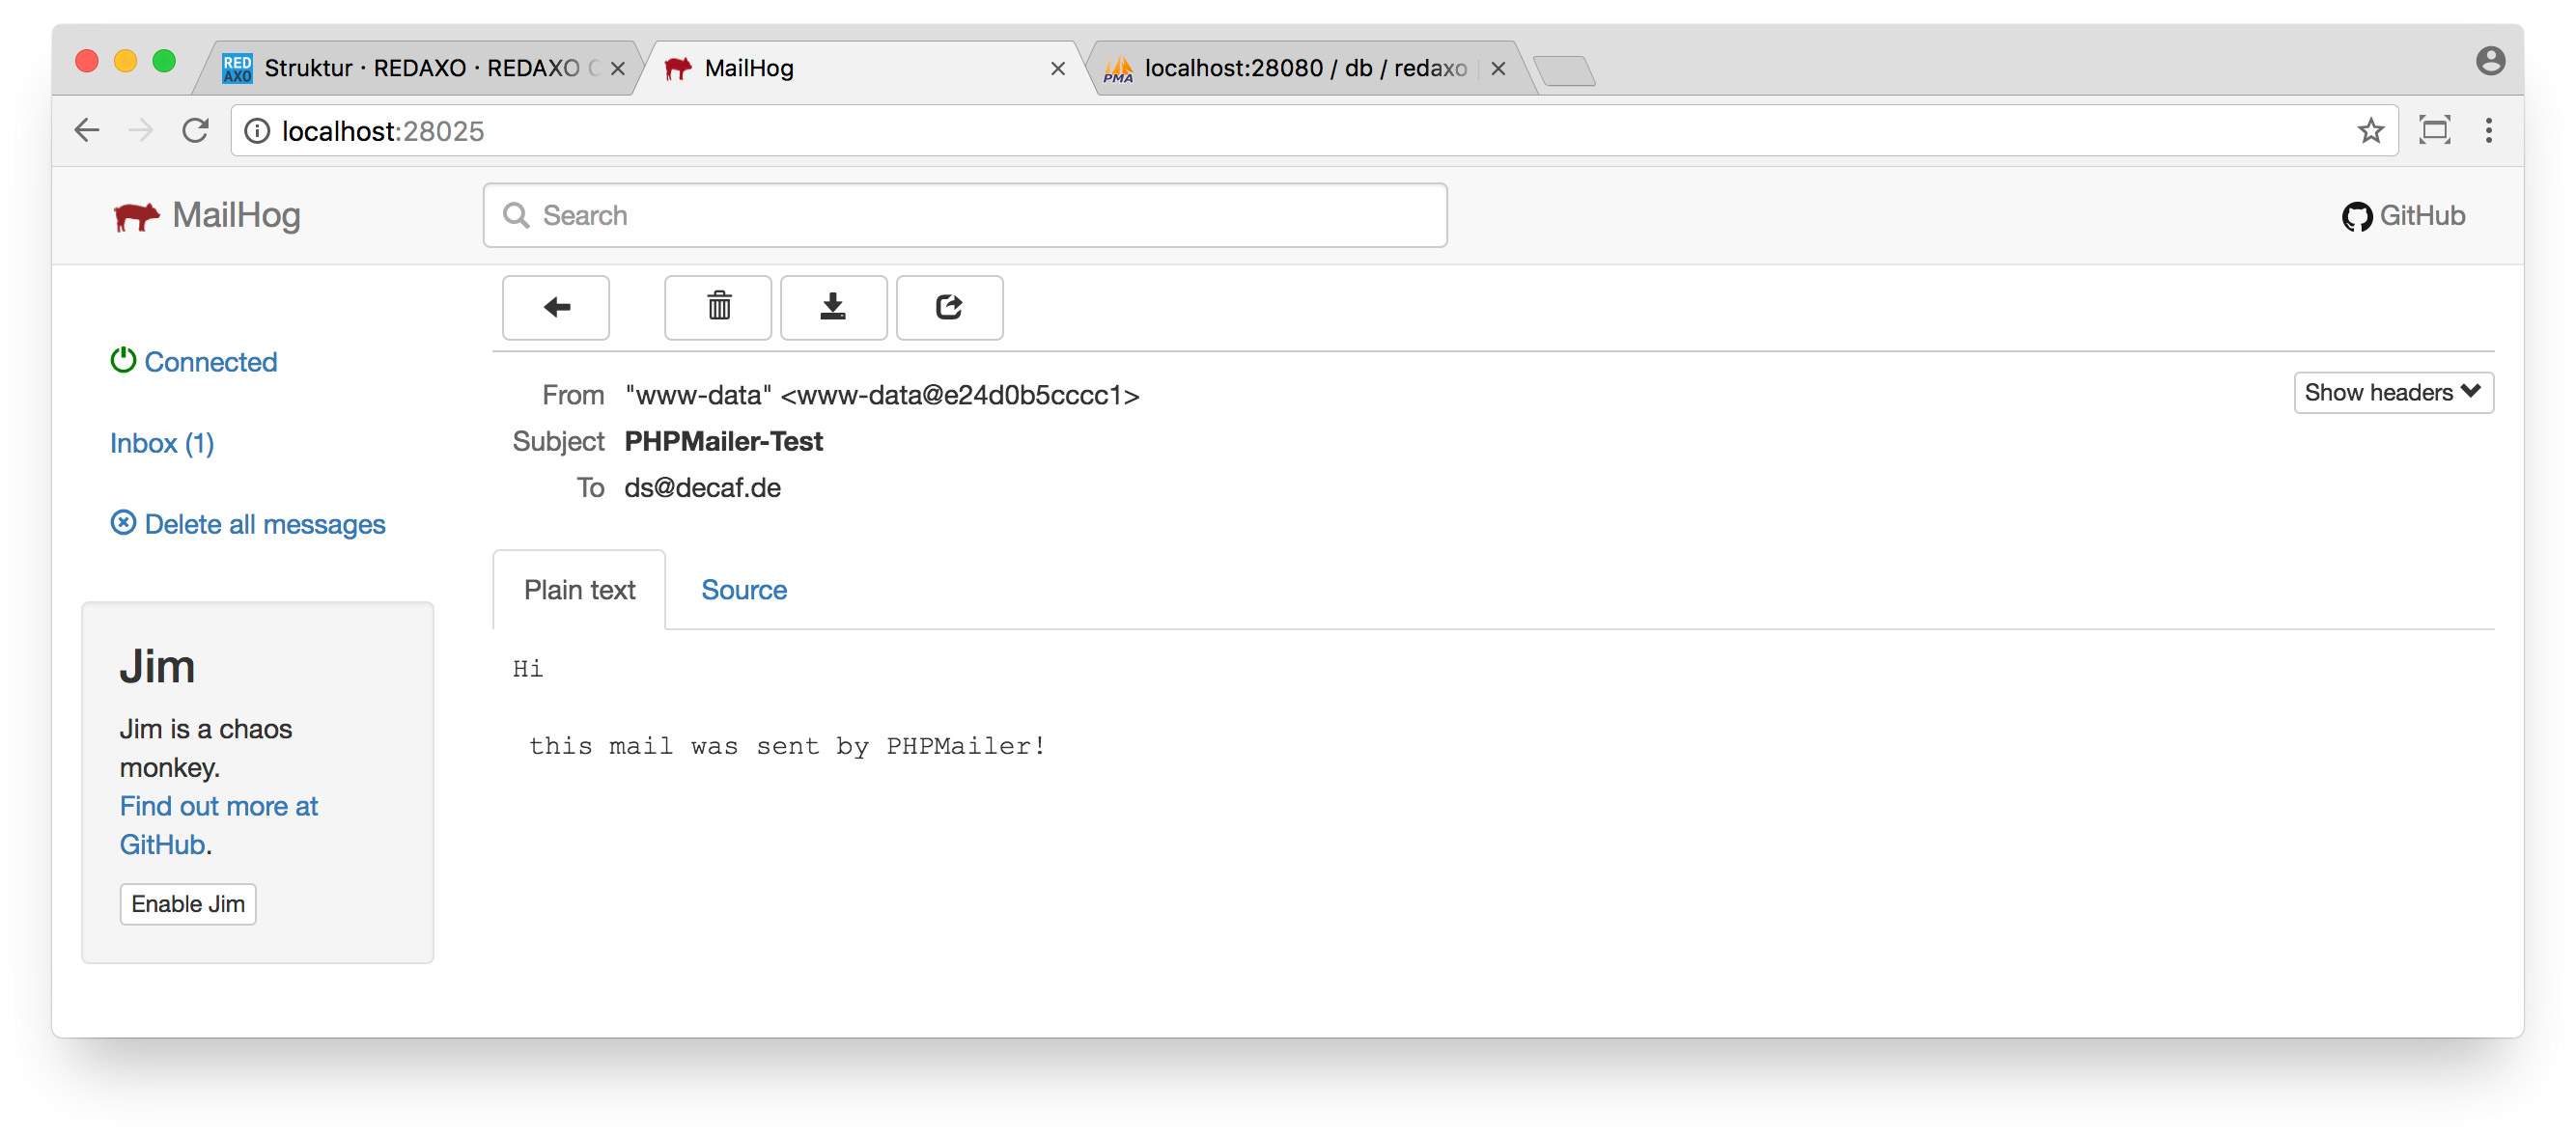 RED
AXO
Struktur · REDAXO · REDAXO
MailHog
PMA
localhost:28080 / db / redaxo
localhost:28025
MailHog
Search
GitHub
Connected
Inbox (1)
Delete all messages
Jim
Jim is a chaos
monkey.
Find out more at
GitHub.
Enable Jim
From "www-data" <www-data@e24d0b5cccc1>
Show headers
Subject PHPMailer-Test
To ds@decaf.de
Plain text
Source
Hi
this mail was sent by PHPMailer!